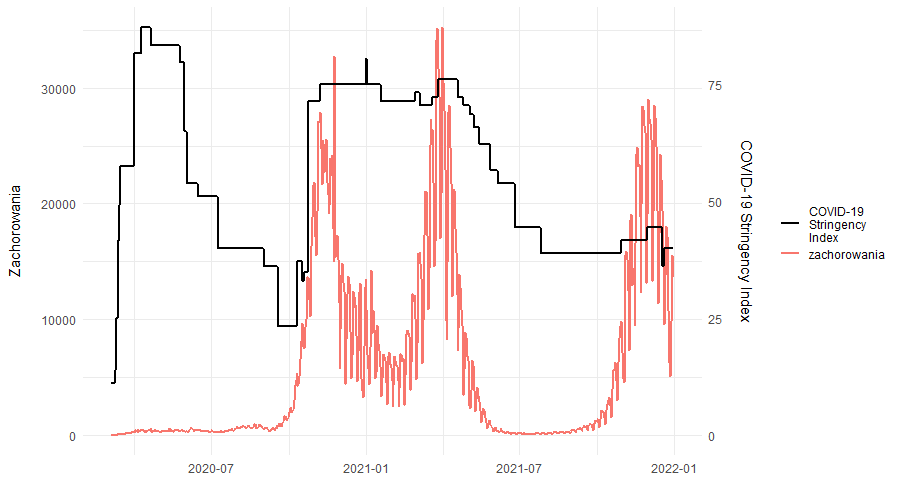 Zachorowania
30000
20000
10000
0
2020-07
2021-01
2021-07
2022-01
75
50
25
0
COVID-19 Stringency Index
COVID-19
Stringency
Index
zachorowania